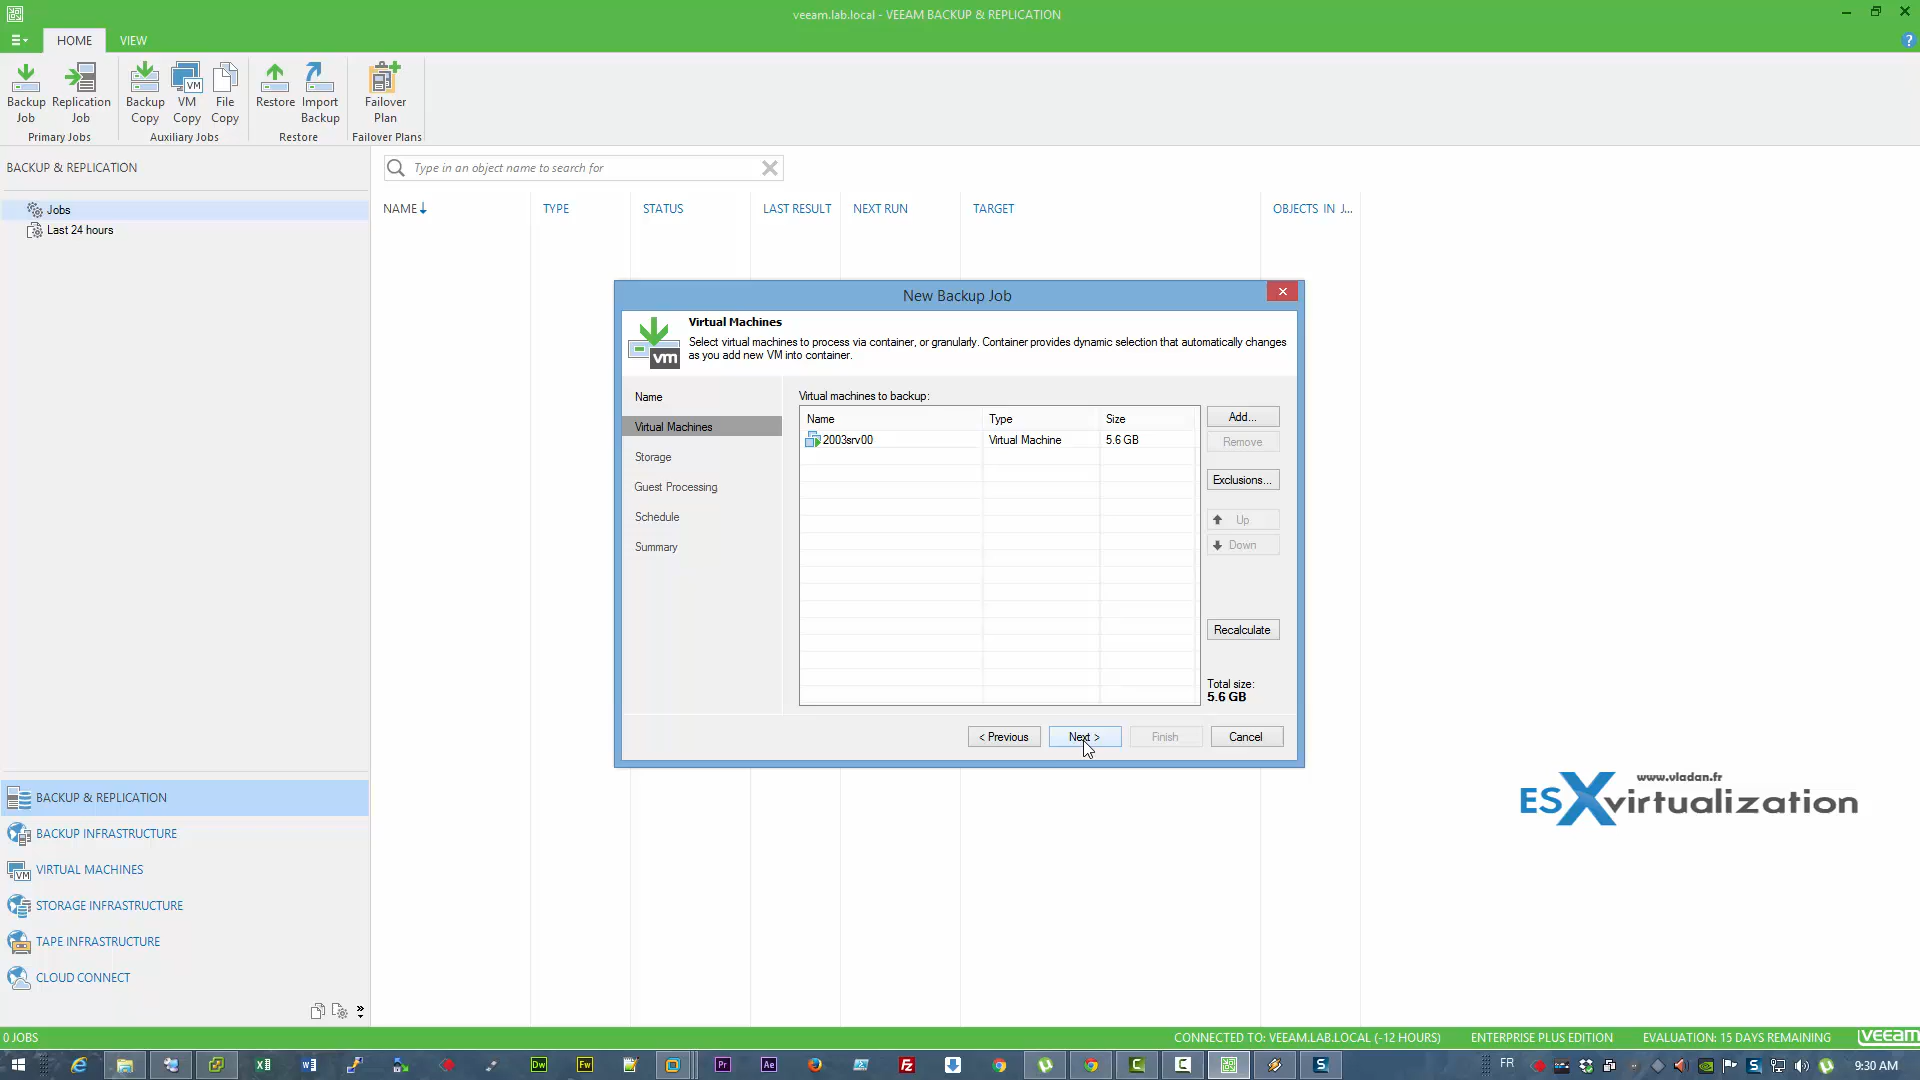 veeam.lab.local - VEEAM BACKUP & REPLICATION
HOME
VIEW
Backup Job
Replication Job
Backup Copy
VM Copy
File Copy
Restore
Import Backup
Failover Plan
Primary Jobs
Auxiliary Jobs
Restore
Failover Plans
BACKUP & REPLICATION
Type in an object name to search for
Jobs
Last 24 hours
NAME
TYPE
STATUS
LAST RESULT
NEXT RUN
TARGET
OBJECTS IN J...
New Backup Job
vm
Virtual Machines
Select virtual machines to process via container, or granularly. Container provides dynamic selection that automatically changes
as you add new VM into container.
Name
Virtual Machines
Storage
Guest Processing
Schedule
Summary
Virtual machines to backup:
Name Type Size
2003srv00 Virtual Machine 5.6 GB
Add...
Remove
Exclusions...
Up
Down
Recalculate
Total size:
5.6 GB
< Previous
Next >
Finish
Cancel
www.vladan.fr
ESXvirtualization
BACKUP & REPLICATION
BACKUP INFRASTRUCTURE
VIRTUAL MACHINES
STORAGE INFRASTRUCTURE
TAPE INFRASTRUCTURE
CLOUD CONNECT
0 JOBS
CONNECTED TO: VEEAM.LAB.LOCAL (-12 HOURS)
ENTERPRISE PLUS EDITION
EVALUATION: 15 DAYS REMAINING
veeam
Dw
Fw
Pr
Ae
FR
9:30 AM